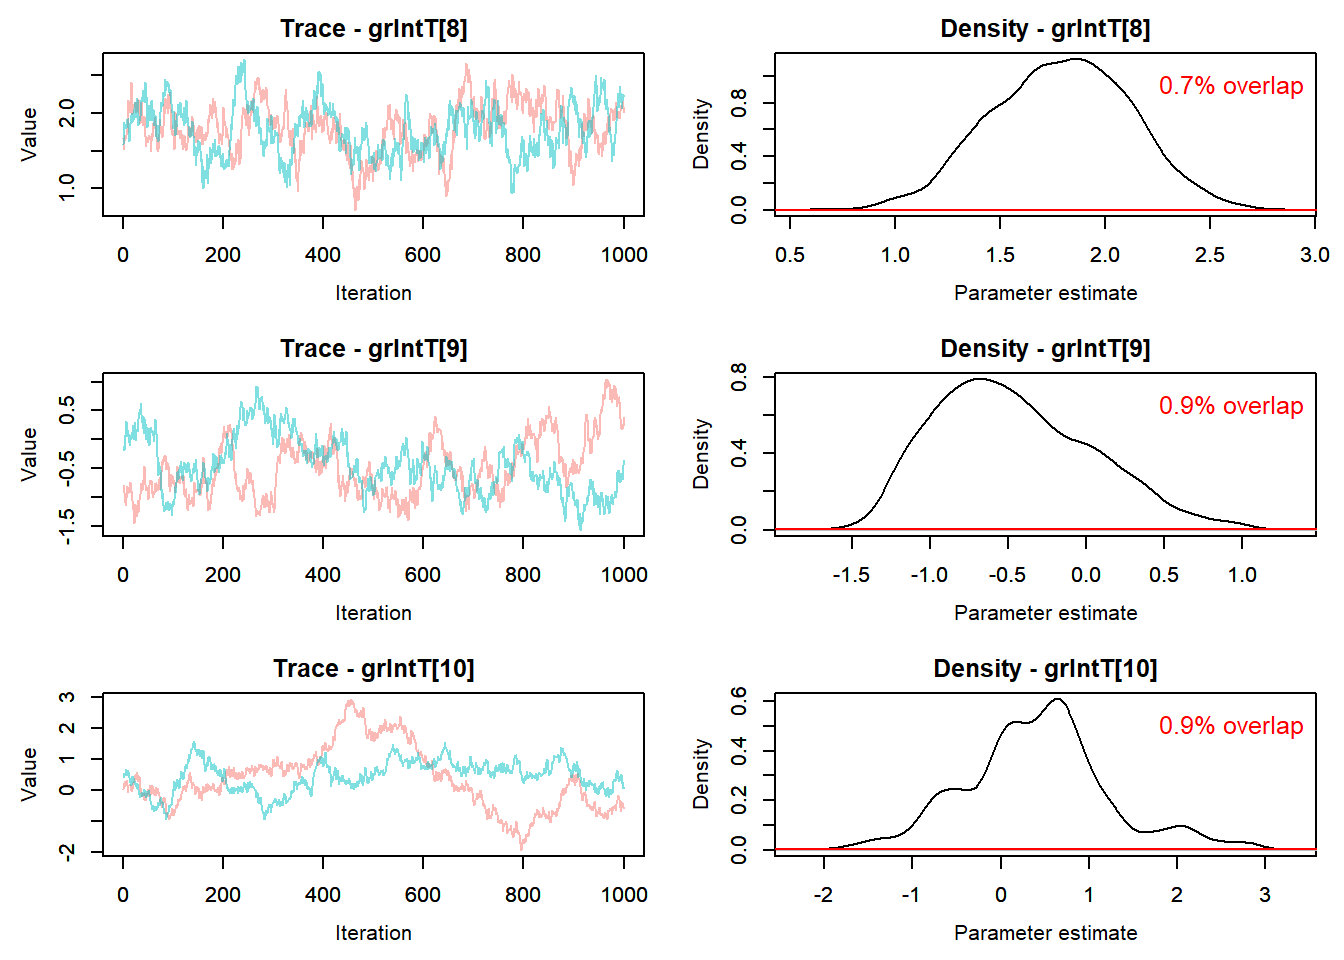 Trace - grIntT[8]
Value
1.0 2.0
0 200 400 600 800 1000
Iteration
Density - grIntT[8]
0.7% overlap
Density
0.0 0.4 0.8
0.5 1.0 1.5 2.0 2.5 3.0
Parameter estimate
Trace - grIntT[9]
Value
-1.5 -0.5 0.5
0 200 400 600 800 1000
Iteration
Density - grIntT[9]
0.9% overlap
Density
0.0 0.4 0.8
-1.5 -1.0 -0.5 0.0 0.5 1.0
Parameter estimate
Trace - grIntT[10]
Value
-2 0 1 2 3
0 200 400 600 800 1000
Iteration
Density - grIntT[10]
0.9% overlap
Density
0.0 0.2 0.4 0.6
-2 -1 0 1 2 3
Parameter estimate